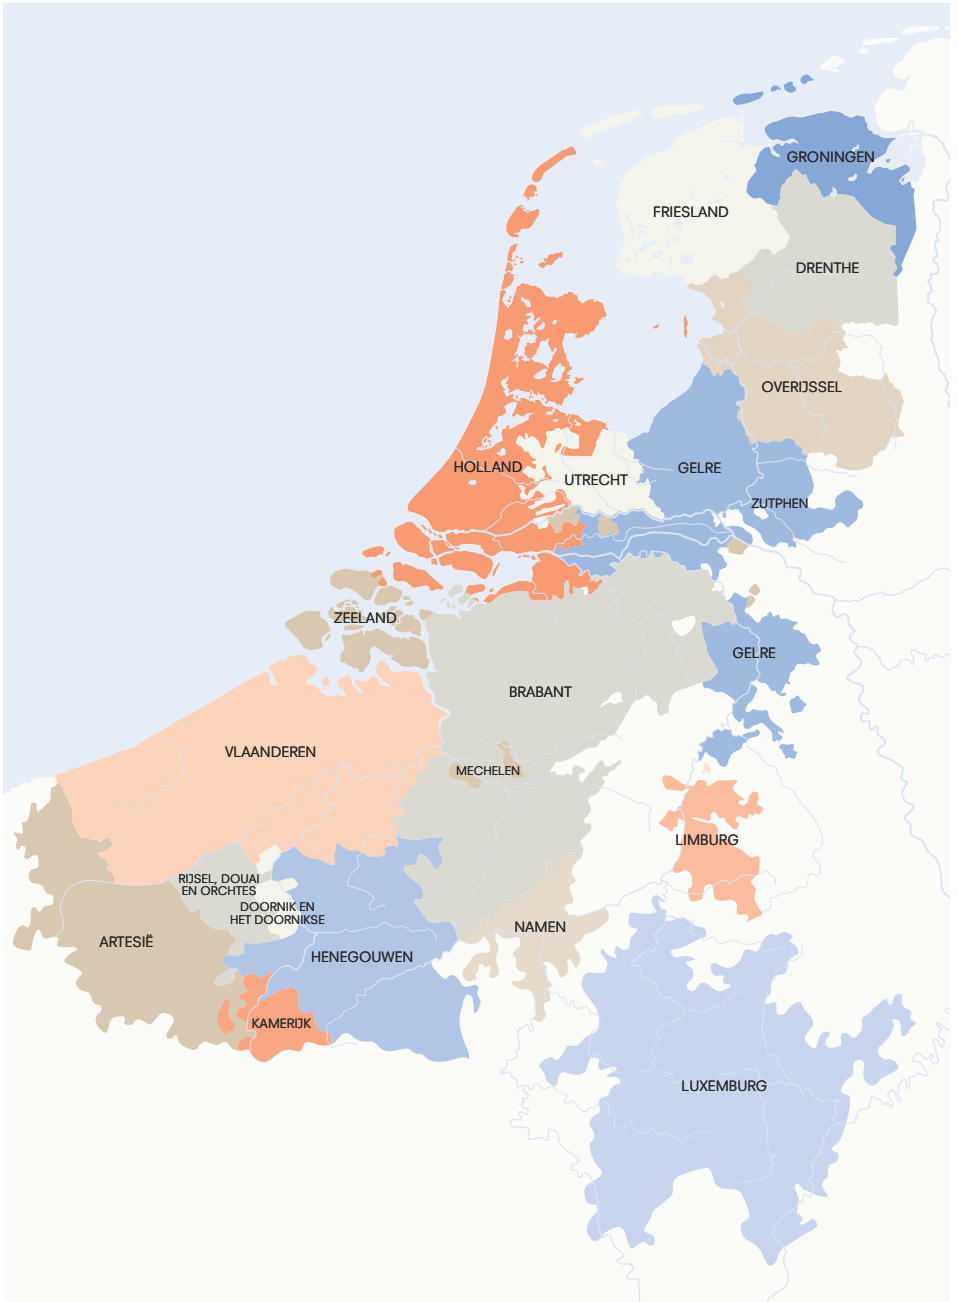 GRONINGEN
FRIESLAND
DRENTHE
OVERIJSSEL
HOLLAND
GELRE
UTRECHT
ZUTPHEN
ZEELAND
GELRE
BRABANT
VLAANDEREN
MECHELEN
LIMBURG
RIJSEL, DOUAI
EN ORCHTES
DOORNIK EN
HET DOORNIKSE
NAMEN
ARTESIË
HENEGOUWEN
KAMERIJK
LUXEMBURG